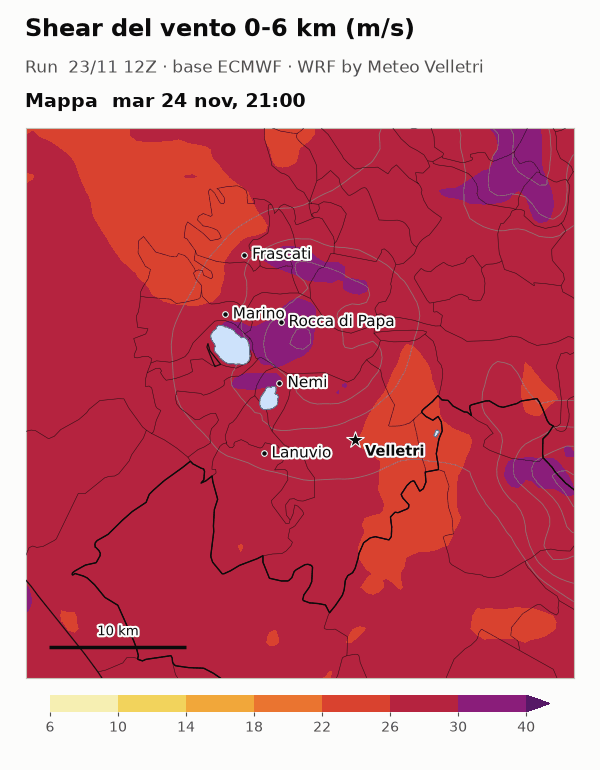 Shear del vento 0-6 km (m/s)
Run  23/11 12Z · base ECMWF · WRF by Meteo Velletri
Mappa  mar 24 nov, 21:00
Frascati
Marino
Rocca di Papa
Nemi
Velletri
Lanuvio
10 km
6 10 14 18 22 26 30 40